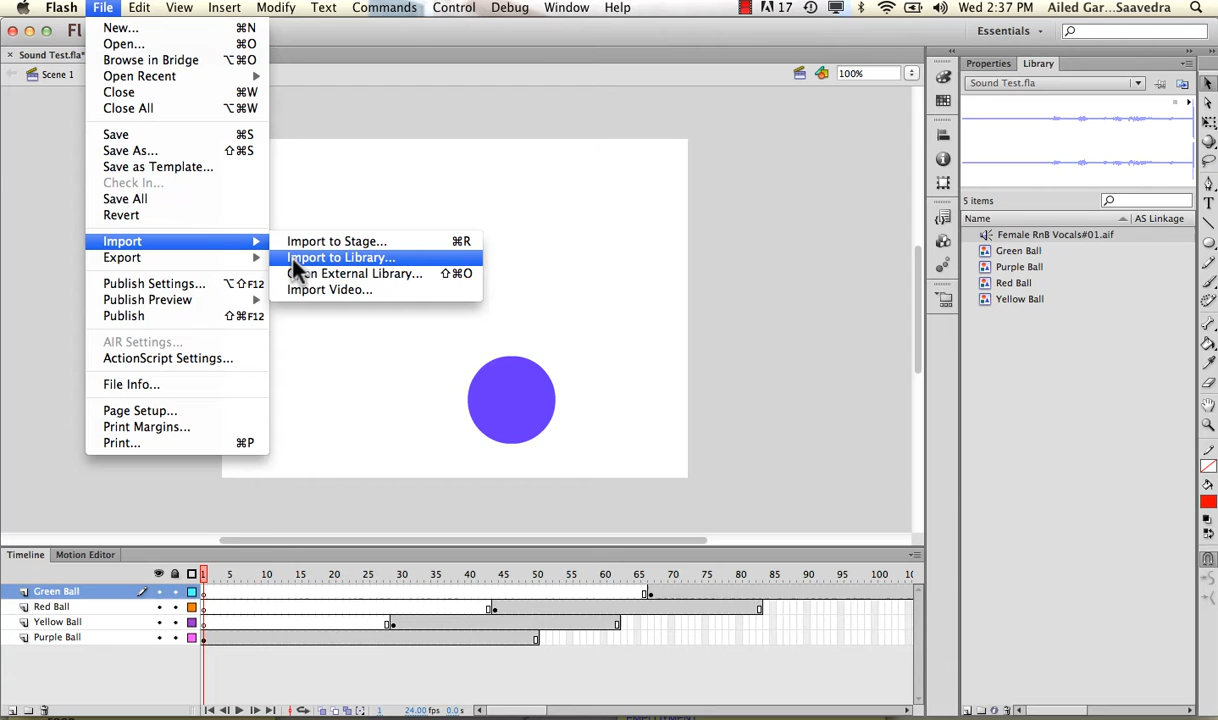 Flash File Edit View Insert Modify Text Commands Control Debug Window Help 17 Wed 2:37 PM Ailed Gar...Saavedra
Fl Essentials
Sound Test.fla*
Scene 1 100%
New... ⌘N
Open... ⌘O
Browse in Bridge ⌥⌘O
Open Recent
Close ⌘W
Close All ⌥⌘W
Save ⌘S
Save As... ⇧⌘S
Save as Template...
Check In...
Save All
Revert
Import
Export
Publish Settings... ⌥⇧F12
Publish Preview
Publish ⇧⌘F12
AIR Settings...
ActionScript Settings...
File Info...
Page Setup...
Print Margins...
Print... ⌘P
Import to Stage... ⌘R
Import to Library...
Open External Library... ⇧⌘O
Import Video...
Properties Library
Sound Test.fla
5 items
Name AS Linkage
Female RnB Vocals#01.aif
Green Ball
Purple Ball
Red Ball
Yellow Ball
Timeline Motion Editor
1 5 10 15 20 25 30 35 40 45 50 55 60 65 70 75 80 85 90 95 100 10
Green Ball
Red Ball
Yellow Ball
Purple Ball
1 24.00 fps 0.0 s